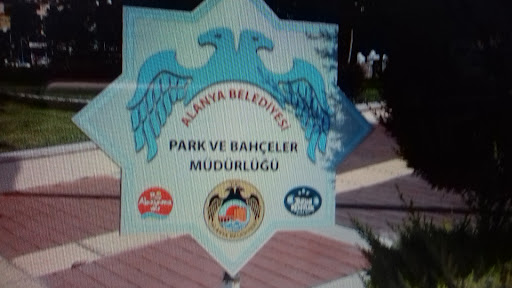 ALANYA BELEDİYESİ
PARK VE BAHÇELER
MÜDÜRLÜĞÜ